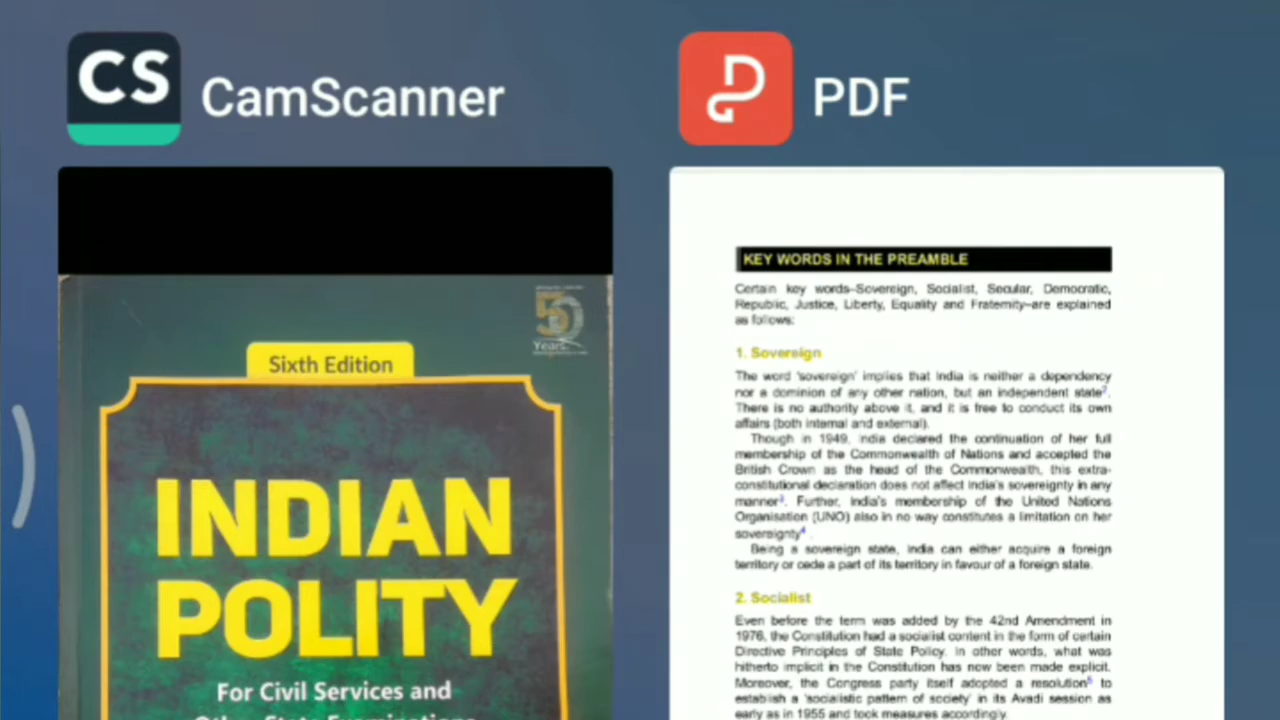 CS CamScanner
PDF
50
Years
Sixth Edition
INDIAN
POLITY
For Civil Services and
Other State Examinations
KEY WORDS IN THE PREAMBLE
Certain key words–Sovereign, Socialist, Secular, Democratic,
Republic, Justice, Liberty, Equality and Fraternity–are explained
as follows:
1. Sovereign
The word ‘sovereign’ implies that India is neither a dependency
nor a dominion of any other nation, but an independent state².
There is no authority above it, and it is free to conduct its own
affairs (both internal and external).
Though in 1949, India declared the continuation of her full
membership of the Commonwealth of Nations and accepted the
British Crown as the head of the Commonwealth, this extra-
constitutional declaration does not affect India’s sovereignty in any
manner³. Further, India’s membership of the United Nations
Organisation (UNO) also in no way constitutes a limitation on her
sovereignty⁴ .
Being a sovereign state, India can either acquire a foreign
territory or cede a part of its territory in favour of a foreign state.
2. Socialist
Even before the term was added by the 42nd Amendment in
1976, the Constitution had a socialist content in the form of certain
Directive Principles of State Policy. In other words, what was
hitherto implicit in the Constitution has now been made explicit.
Moreover, the Congress party itself adopted a resolution⁵ to
establish a ‘socialistic pattern of society’ in its Avadi session as
early as in 1955 and took measures accordingly.